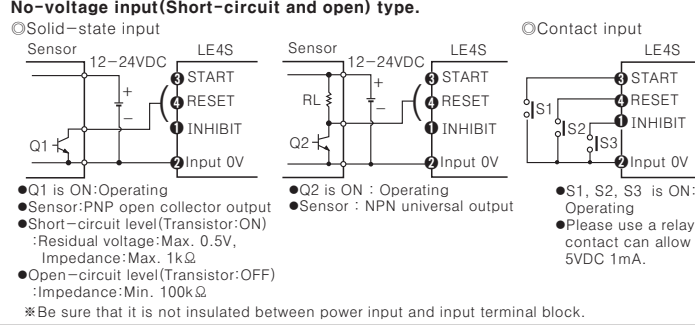 No-voltage input(Short-circuit and open) type.
◎Solid-state input
Sensor
12-24VDC
LE4S
❸ START
❹ RESET
❶ INHIBIT
❷ Input 0V
+
−
Q1
●Q1 is ON:Operating
●Sensor:PNP open collector output
●Short-circuit level(Transistor:ON)
:Residual voltage:Max. 0.5V,
Impedance:Max. 1kΩ
●Open-circuit level(Transistor:OFF)
:Impedance:Min. 100kΩ
Sensor
12-24VDC
LE4S
❸ START
❹ RESET
❶ INHIBIT
❷ Input 0V
RL
+
−
Q2
●Q2 is ON : Operating
●Sensor : NPN universal output
◎Contact input
LE4S
❸ START
❹ RESET
❶ INHIBIT
❷ Input 0V
S1
S2
S3
●S1, S2, S3 is ON:
Operating
●Please use a relay
contact can allow
5VDC 1mA.
※Be sure that it is not insulated between power input and input terminal block.